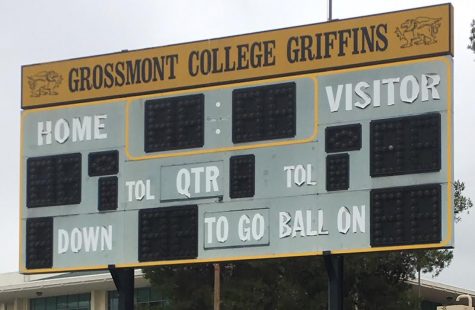 GROSSMONT COLLEGE GRIFFINS
HOME VISITOR
TOL QTR TOL
DOWN TO GO BALL ON